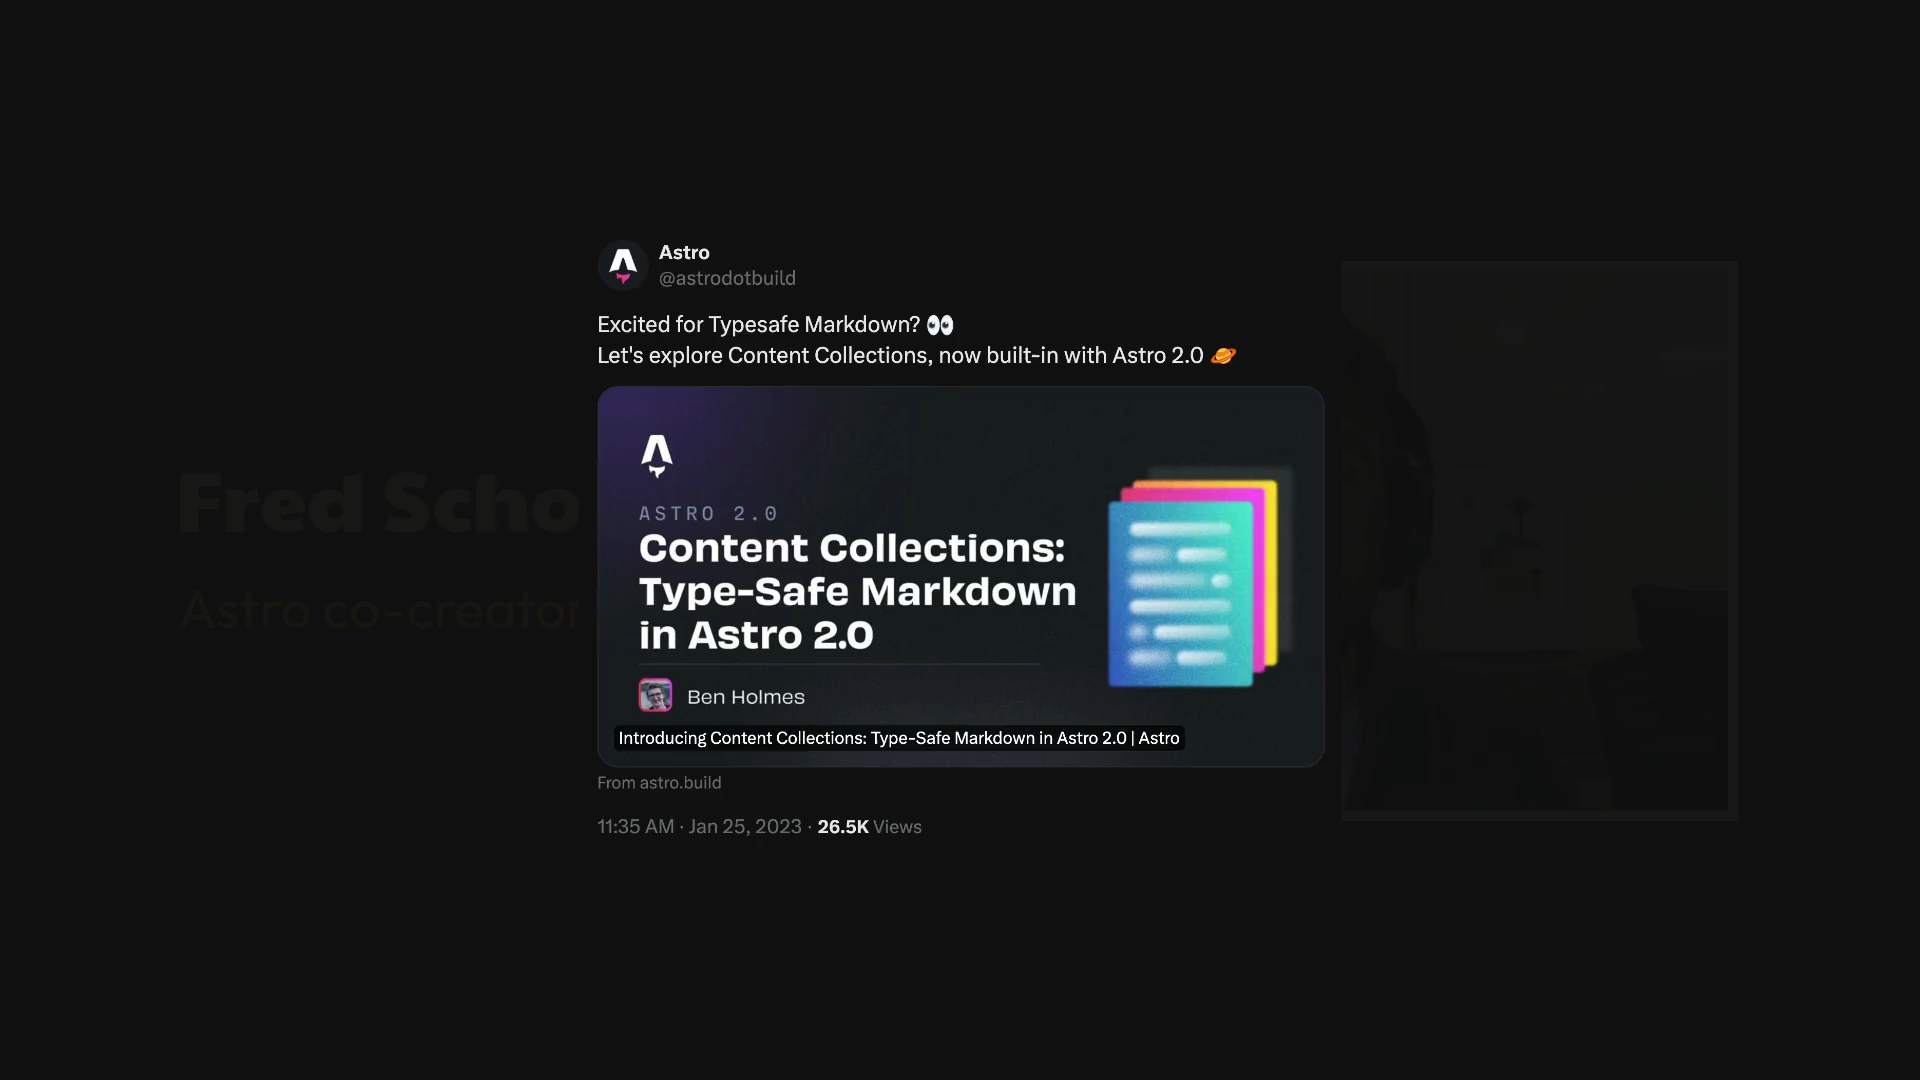 Astro
@astrodotbuild
Excited for Typesafe Markdown? 👀
Let's explore Content Collections, now built-in with Astro 2.0 🪐
ASTRO 2.0
Content Collections:
Type-Safe Markdown
in Astro 2.0
Ben Holmes
Introducing Content Collections: Type-Safe Markdown in Astro 2.0 | Astro
From astro.build
11:35 AM · Jan 25, 2023 · 26.5K Views
Fred Scho
Astro co-creator